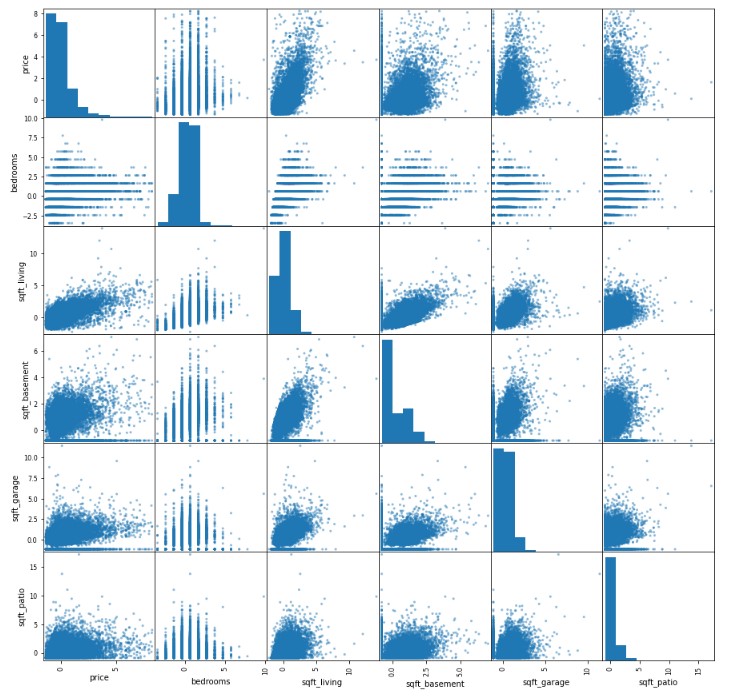 8
6
4
2
0
price
10.0
7.5
5.0
2.5
0.0
−2.5
bedrooms
10
5
0
sqft_living
6
4
2
0
sqft_basement
10.0
7.5
5.0
2.5
0.0
sqft_garage
15
10
5
0
sqft_patio
0 5
price
0 5 10
bedrooms
0 5 10
sqft_living
0.0 2.5 5.0
sqft_basement
0 5 10
sqft_garage
0 5 10 15
sqft_patio